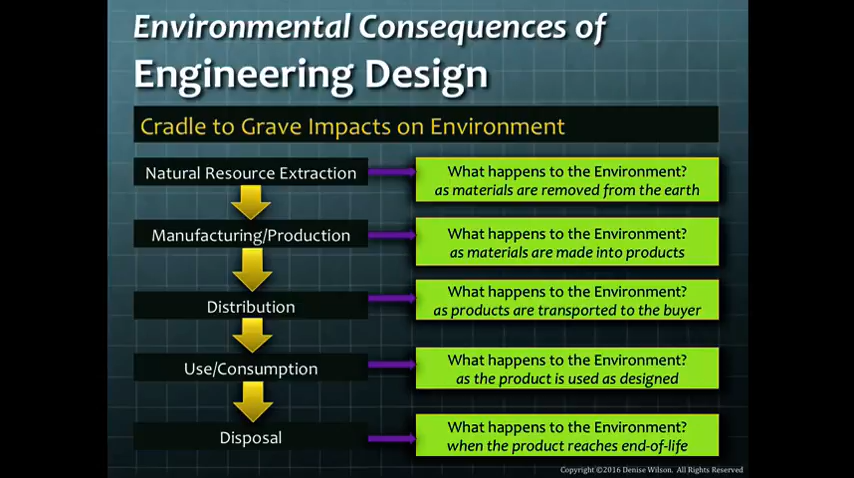 Environmental Consequences of
Engineering Design
Cradle to Grave Impacts on Environment
Natural Resource Extraction
What happens to the Environment?
as materials are removed from the earth
Manufacturing/Production
What happens to the Environment?
as materials are made into products
Distribution
What happens to the Environment?
as products are transported to the buyer
Use/Consumption
What happens to the Environment?
as the product is used as designed
Disposal
What happens to the Environment?
when the product reaches end-of-life
Copyright ©2016 Denise Wilson. All Rights Reserved